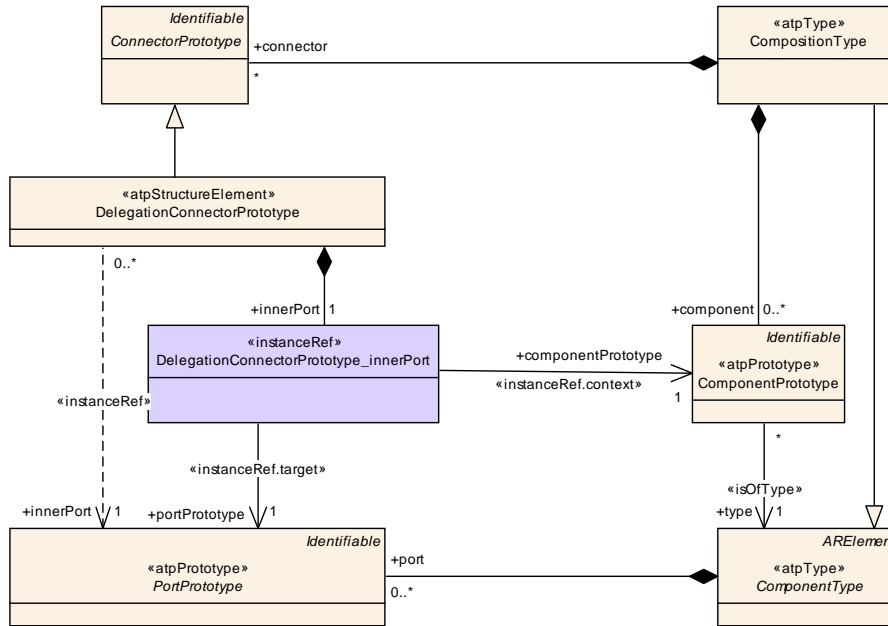 Identifiable
ConnectorPrototype
+connector
*
«atpType»
CompositionType
«atpStructureElement»
DelegationConnectorPrototype
0..*
+innerPort
1
+component
0..*
«instanceRef»
DelegationConnectorPrototype_innerPort
+componentPrototype
«instanceRef.context»
1
Identifiable
«atpPrototype»
ComponentPrototype
«instanceRef»
*
«instanceRef.target»
«isOfType»
+innerPort
1
+portPrototype
1
+type
1
Identifiable
«atpPrototype»
PortPrototype
+port
0..*
«atpType»
ComponentType